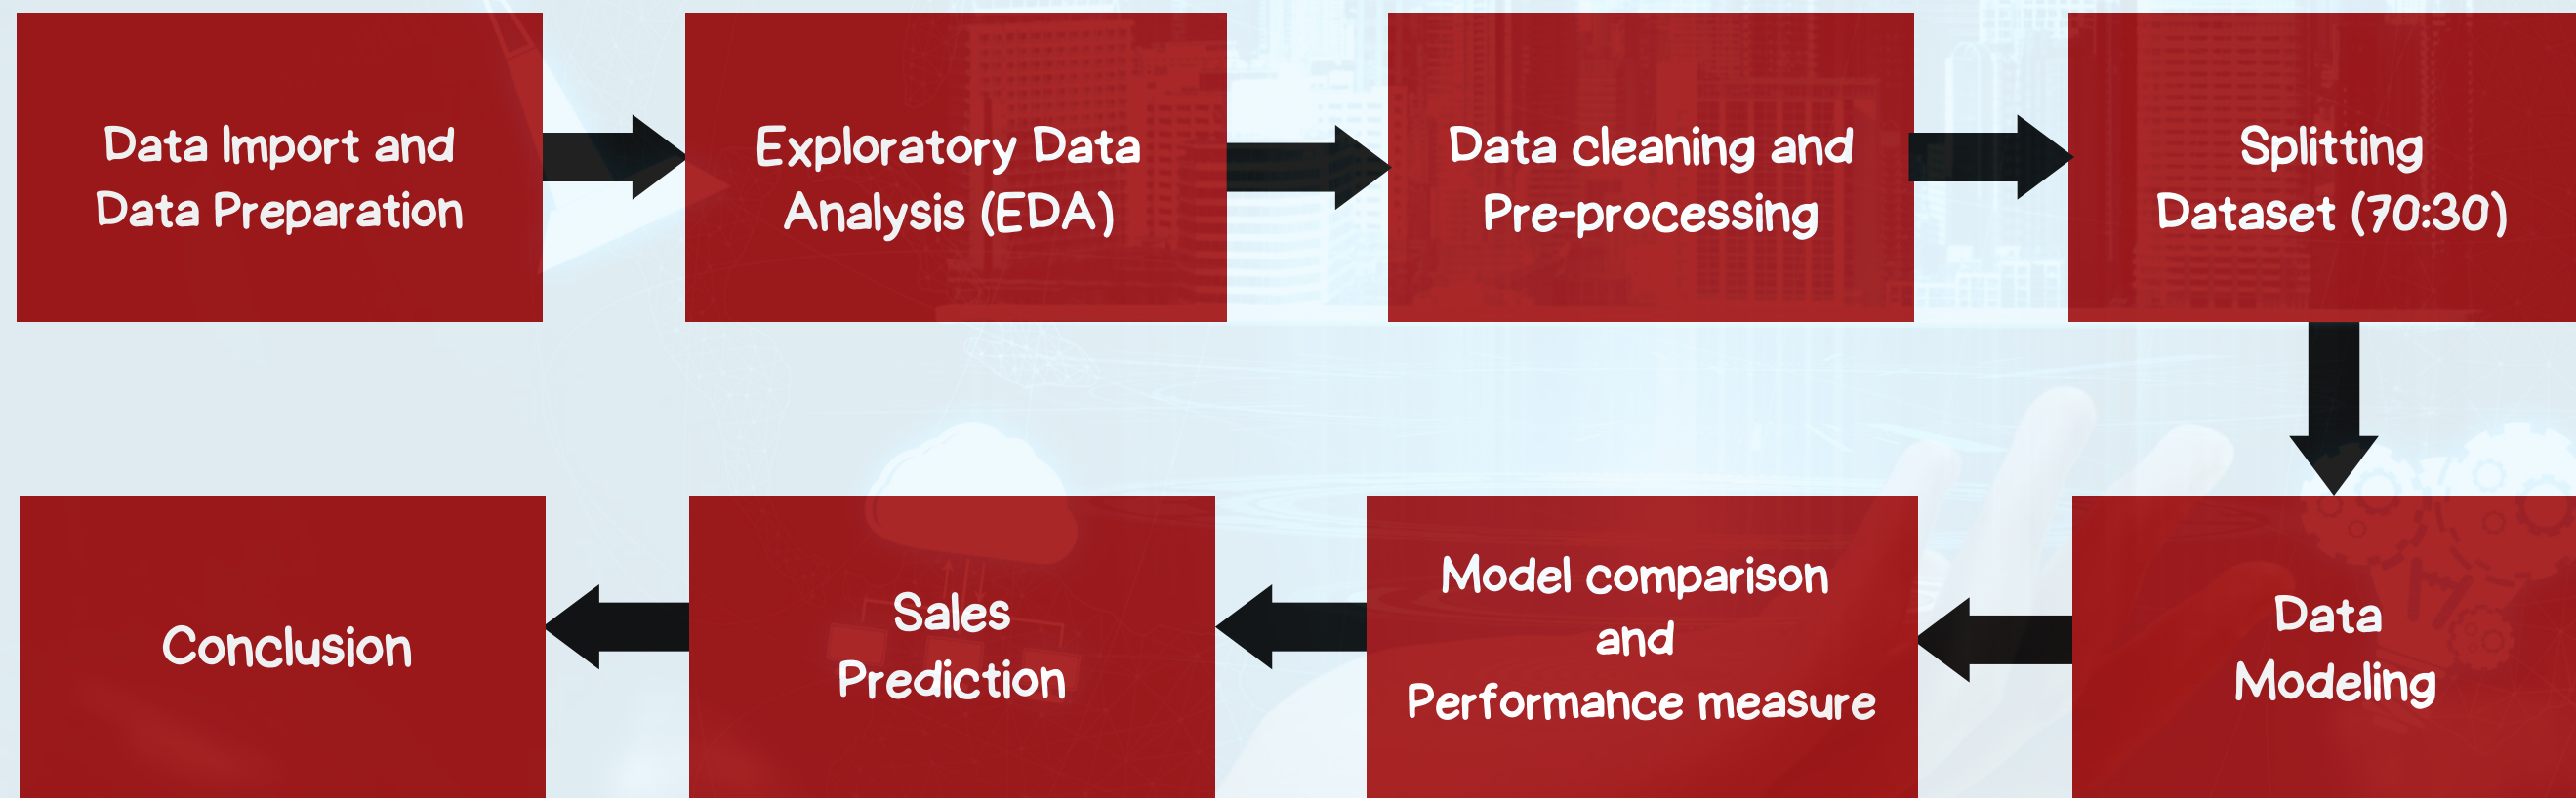 Data Import and
Data Preparation
Exploratory Data
Analysis (EDA)
Data cleaning and
Pre-processing
Splitting
Dataset (70:30)
Data
Modeling
Model comparison
and
Performance measure
Sales
Prediction
Conclusion